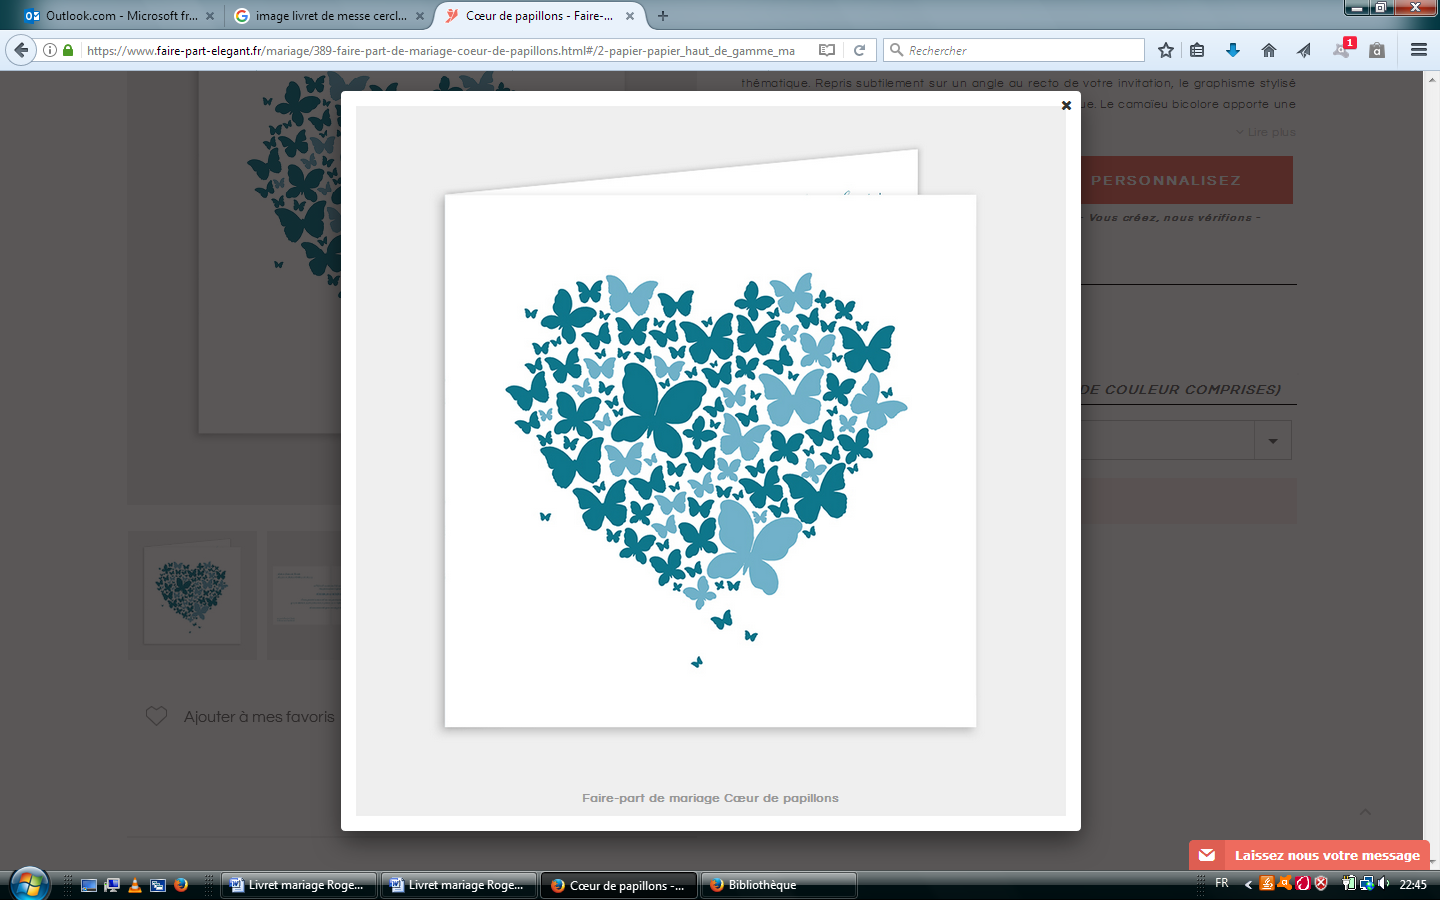 Outlook.com - Microsoft fr...
image livret de messe cercl...
Cœur de papillons - Faire-...
https://www.faire-part-elegant.fr/mariage/389-faire-part-de-mariage-coeur-de-papillons.html#/2-papier-papier_haut_de_gamme_ma
Rechercher
1
thématique. Repris subtilement sur un angle au recto de votre invitation, le graphisme stylisé
ue. Le camaïeu bicolore apporte une
Lire plus
PERSONNALISEZ
- Vous créez, nous vérifions -
DE COULEUR COMPRISES)
Ajouter à mes favoris
Faire-part de mariage Cœur de papillons
Laissez nous votre message
Livret mariage Roge...
Livret mariage Roge...
Cœur de papillons -...
Bibliothèque
FR
22:45